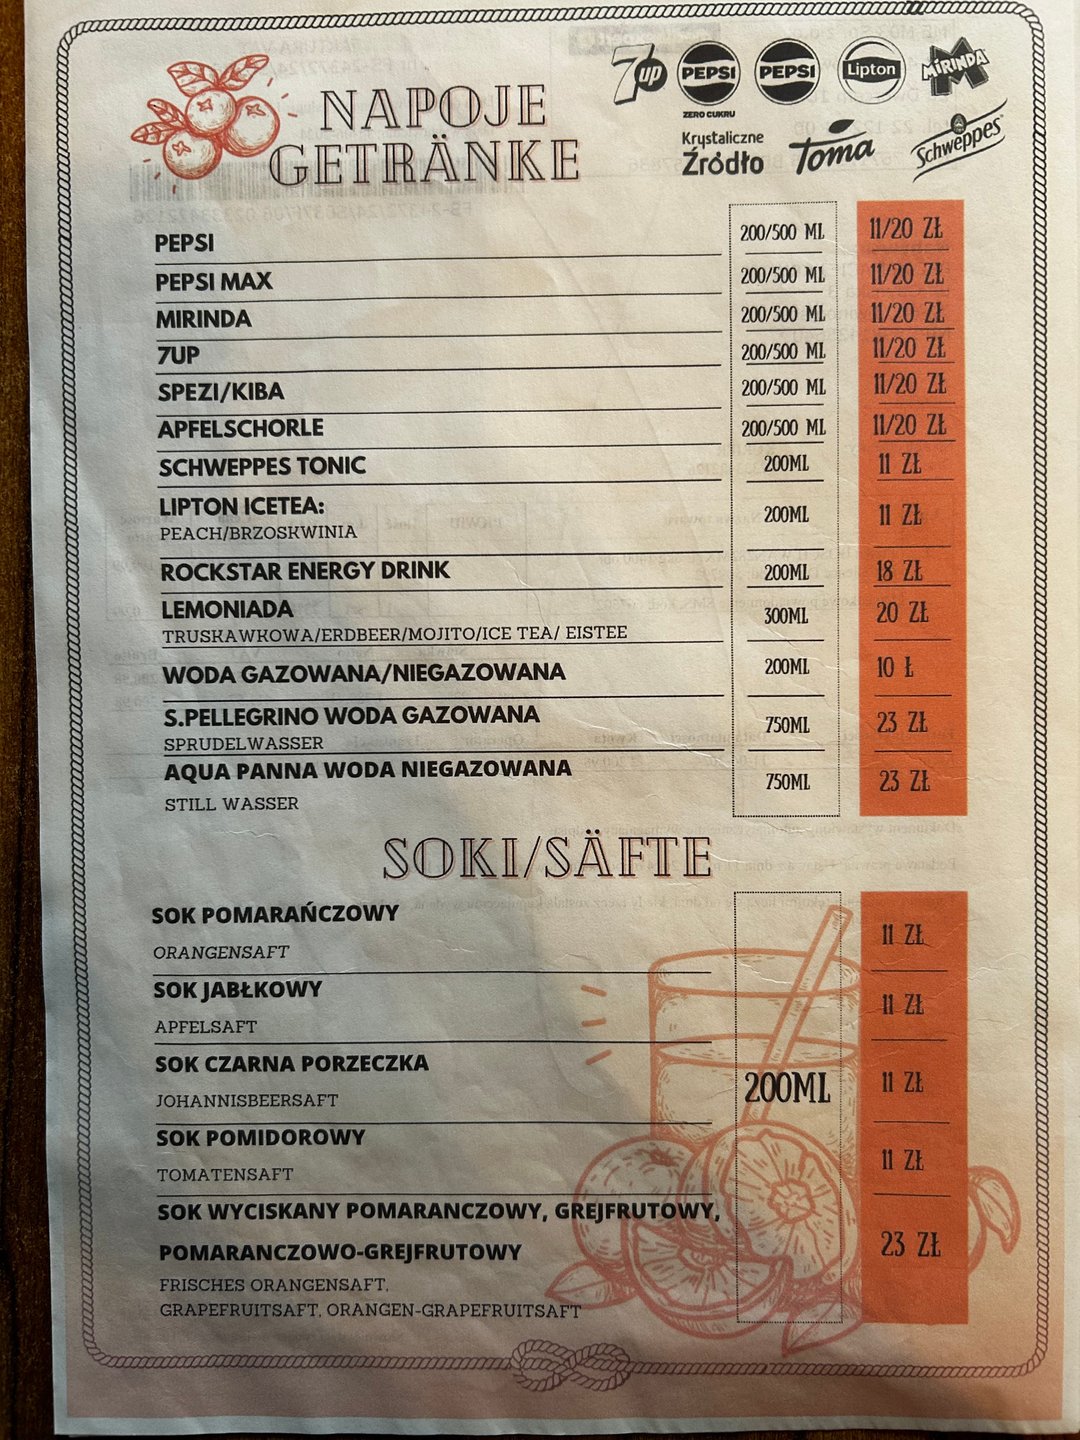 NAPOJE
GETRÄNKE
7up PEPSI PEPSI Lipton MIRINDA
ZERO CUKRU
Krystaliczne
Źródło Toma Schweppes
PEPSI 200/500 ML 11/20 ZŁ
PEPSI MAX 200/500 ML 11/20 ZŁ
MIRINDA 200/500 ML 11/20 ZŁ
7UP 200/500 ML 11/20 ZŁ
SPEZI/KIBA 200/500 ML 11/20 ZŁ
APFELSCHORLE 200/500 ML 11/20 ZŁ
SCHWEPPES TONIC 200ML 11 ZŁ
LIPTON ICETEA: 200ML 11 ZŁ
PEACH/BRZOSKWINIA
ROCKSTAR ENERGY DRINK 200ML 18 ZŁ
LEMONIADA 300ML 20 ZŁ
TRUSKAWKOWA/ERDBEER/MOJITO/ICE TEA/ EISTEE
WODA GAZOWANA/NIEGAZOWANA 200ML 10 Ł
S.PELLEGRINO WODA GAZOWANA 750ML 23 ZŁ
SPRUDELWASSER
AQUA PANNA WODA NIEGAZOWANA 750ML 23 ZŁ
STILL WASSER
SOKI/SÄFTE
SOK POMARAŃCZOWY 11 ZŁ
ORANGENSAFT
SOK JABŁKOWY 11 ZŁ
APFELSAFT
SOK CZARNA PORZECZKA 200ML 11 ZŁ
JOHANNISBEERSAFT
SOK POMIDOROWY 11 ZŁ
TOMATENSAFT
SOK WYCISKANY POMARANCZOWY, GREJFRUTOWY,
POMARANCZOWO-GREJFRUTOWY 23 ZŁ
FRISCHES ORANGENSAFT,
GRAPEFRUITSAFT, ORANGEN-GRAPEFRUITSAFT